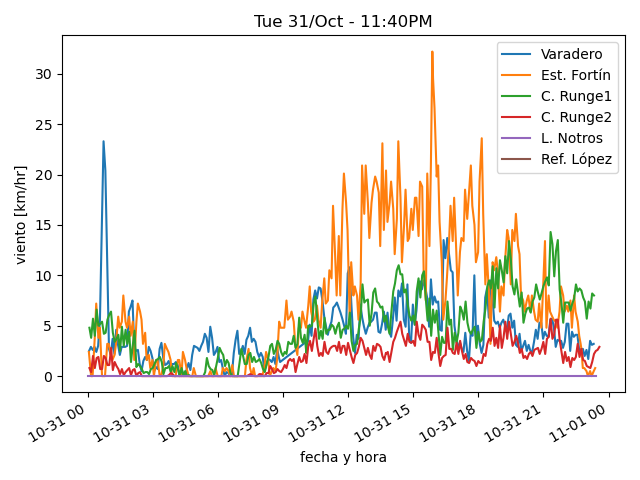 Tue 31/Oct - 11:40PM
Varadero
Est. Fortín
C. Runge1
C. Runge2
L. Notros
Ref. López
viento [km/hr]
30
25
20
15
10
5
0
10-31 00
10-31 03
10-31 06
10-31 09
10-31 12
10-31 15
10-31 18
10-31 21
11-01 00
fecha y hora